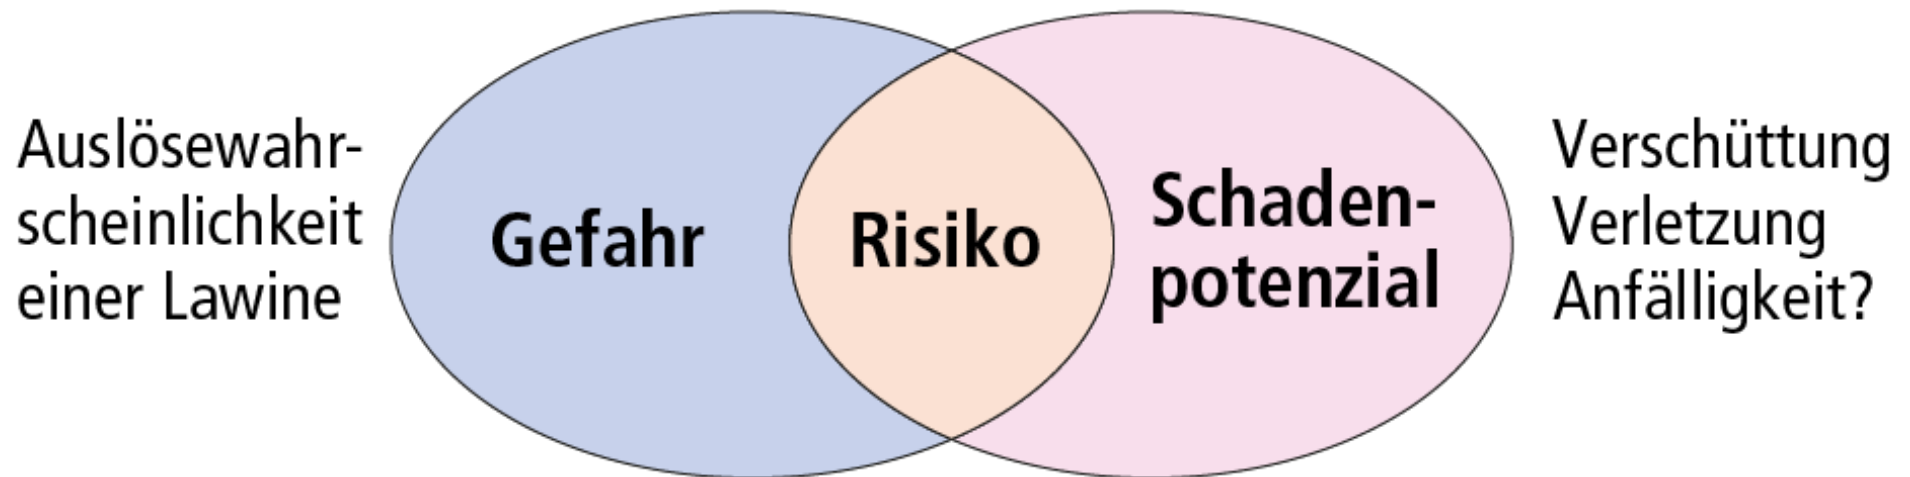 Auslösewahr-
scheinlichkeit
einer Lawine
Gefahr
Risiko
Schaden-
potenzial
Verschüttung
Verletzung
Anfälligkeit?